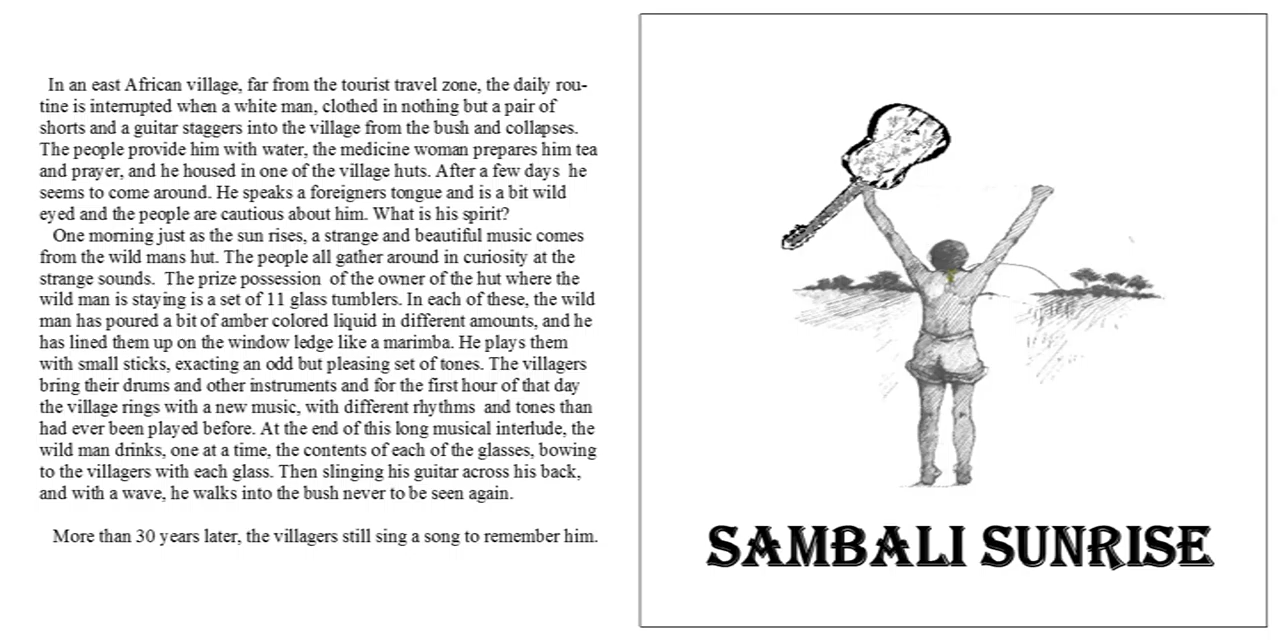 In an east African village, far from the tourist travel zone, the daily rou-
tine is interrupted when a white man, clothed in nothing but a pair of
shorts and a guitar staggers into the village from the bush and collapses.
The people provide him with water, the medicine woman prepares him tea
and prayer, and he housed in one of the village huts. After a few days he
seems to come around. He speaks a foreigners tongue and is a bit wild
eyed and the people are cautious about him. What is his spirit?
One morning just as the sun rises, a strange and beautiful music comes
from the wild mans hut. The people all gather around in curiosity at the
strange sounds. The prize possession of the owner of the hut where the
wild man is staying is a set of 11 glass tumblers. In each of these, the wild
man has poured a bit of amber colored liquid in different amounts, and he
has lined them up on the window ledge like a marimba. He plays them
with small sticks, exacting an odd but pleasing set of tones. The villagers
bring their drums and other instruments and for the first hour of that day
the village rings with a new music, with different rhythms and tones than
had ever been played before. At the end of this long musical interlude, the
wild man drinks, one at a time, the contents of each of the glasses, bowing
to the villagers with each glass. Then slinging his guitar across his back,
and with a wave, he walks into the bush never to be seen again.
More than 30 years later, the villagers still sing a song to remember him.
SAMBALI SUNRISE